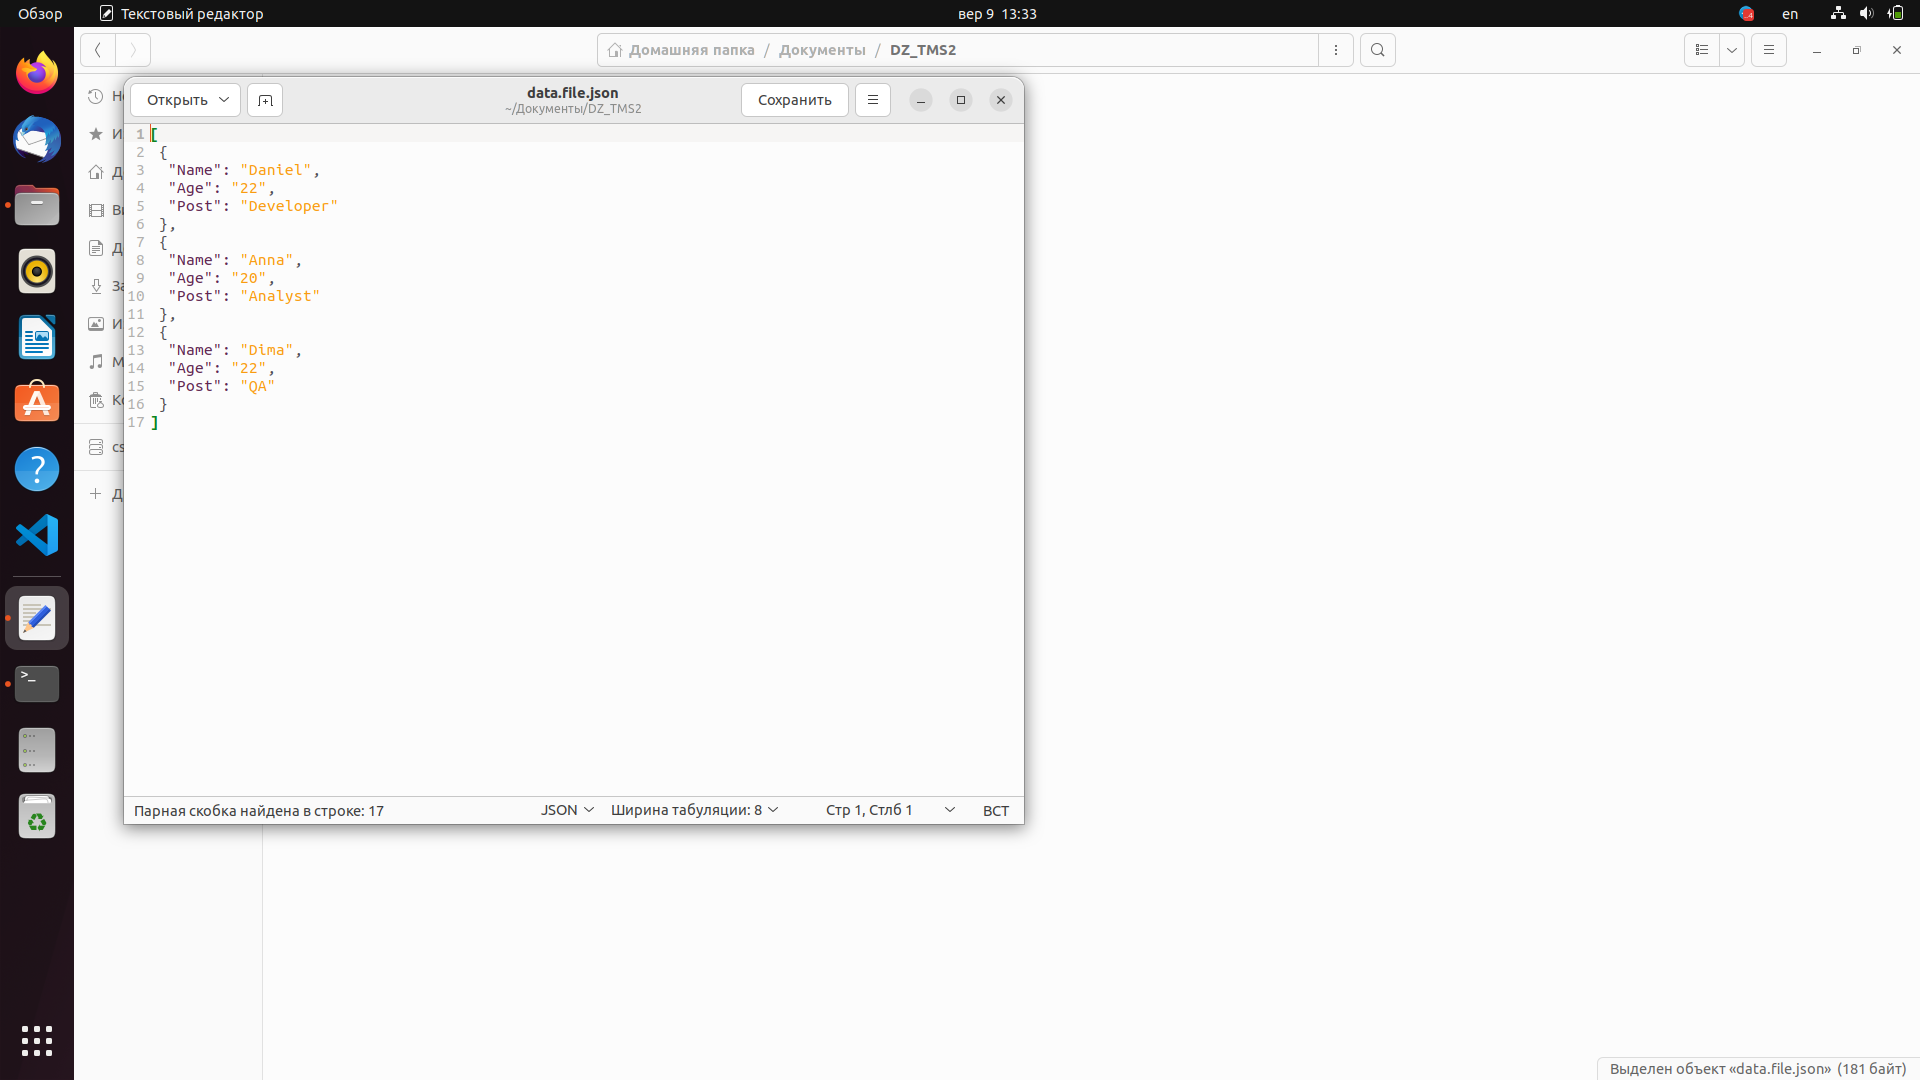 Обзор
Текстовый редактор
вер 9 13:33
en
Домашняя папка / Документы / DZ_TMS2
Открыть
data.file.json
~/Документы/DZ_TMS2
Сохранить
1 [
2  {
3   "Name": "Daniel",
4   "Age": "22",
5   "Post": "Developer"
6  },
7  {
8   "Name": "Anna",
9   "Age": "20",
10   "Post": "Analyst"
11  },
12  {
13   "Name": "Dima",
14   "Age": "22",
15   "Post": "QA"
16  }
17 ]
Парная скобка найдена в строке: 17
JSON
Ширина табуляции: 8
Стр 1, Стлб 1
ВСТ
Выделен объект «data.file.json» (181 байт)